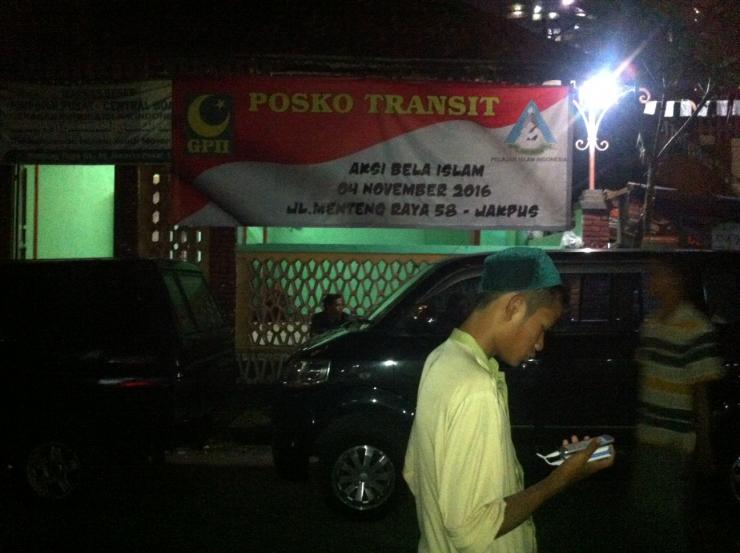 POSKO TRANSIT
GPII
PELAJAR ISLAM INDONESIA
AKSI BELA ISLAM
04 NOVEMBER 2016
JL.MENTENG RAYA 58 - JAKPUS